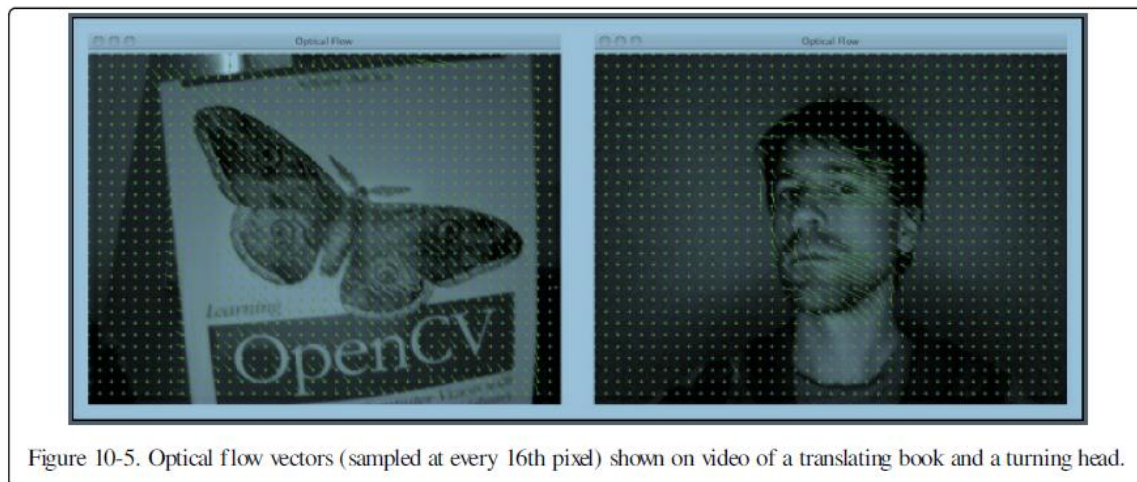 Optical Flow
Optical Flow
Learning
OpenCV
Figure 10-5. Optical flow vectors (sampled at every 16th pixel) shown on video of a translating book and a turning head.